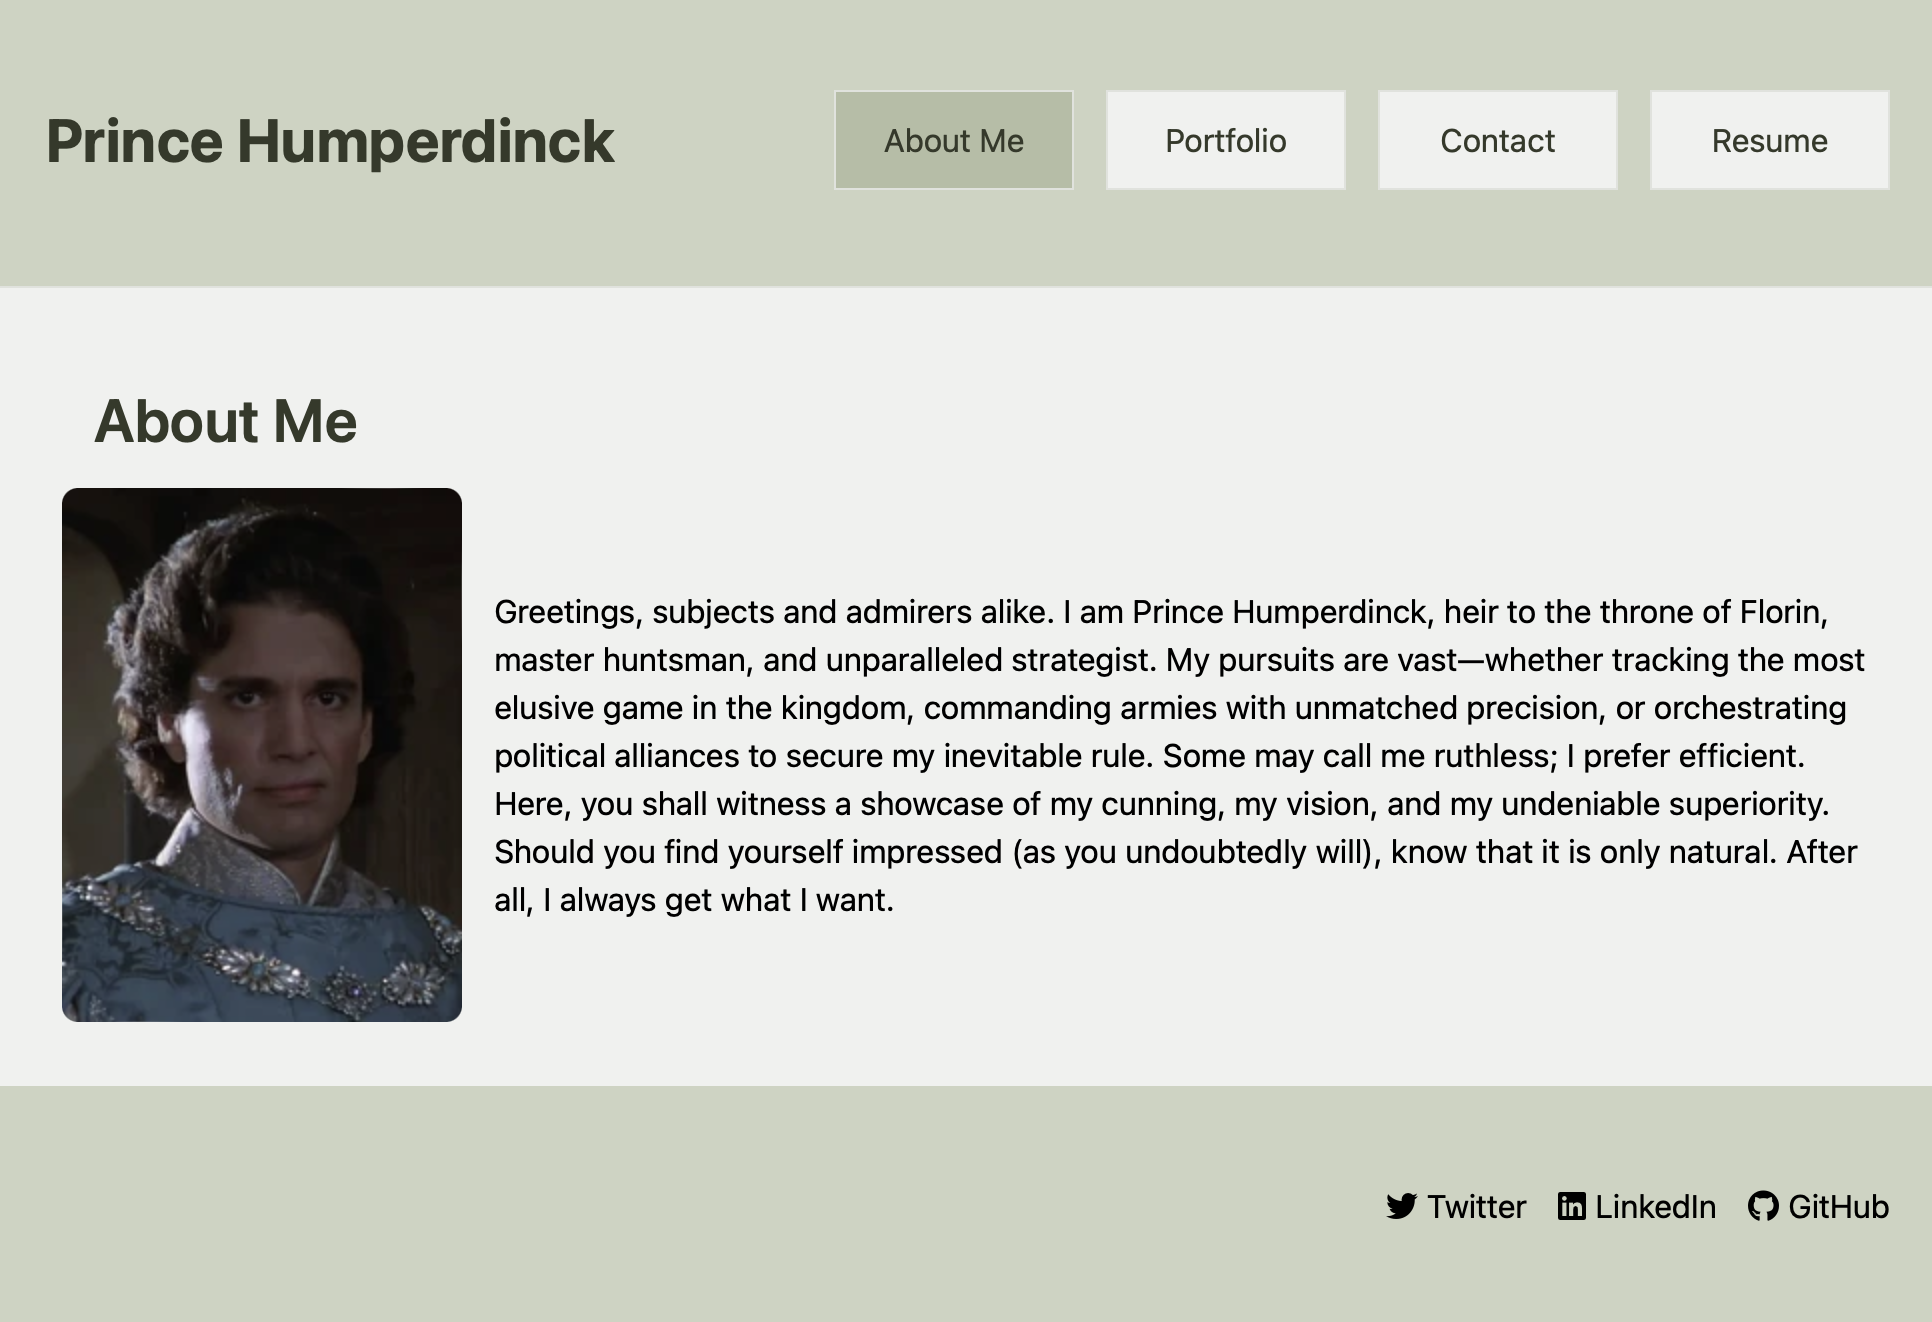 Prince Humperdinck
About Me
Portfolio
Contact
Resume
About Me
Greetings, subjects and admirers alike. I am Prince Humperdinck, heir to the throne of Florin,
master huntsman, and unparalleled strategist. My pursuits are vast—whether tracking the most
elusive game in the kingdom, commanding armies with unmatched precision, or orchestrating
political alliances to secure my inevitable rule. Some may call me ruthless; I prefer efficient.
Here, you shall witness a showcase of my cunning, my vision, and my undeniable superiority.
Should you find yourself impressed (as you undoubtedly will), know that it is only natural. After
all, I always get what I want.
Twitter
LinkedIn
GitHub